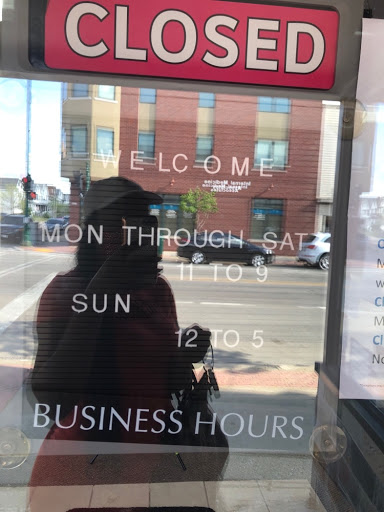 CLOSED
WELCOME
MON THROUGH SAT
11 TO 9
SUN
12 TO 5
BUSINESS HOURS